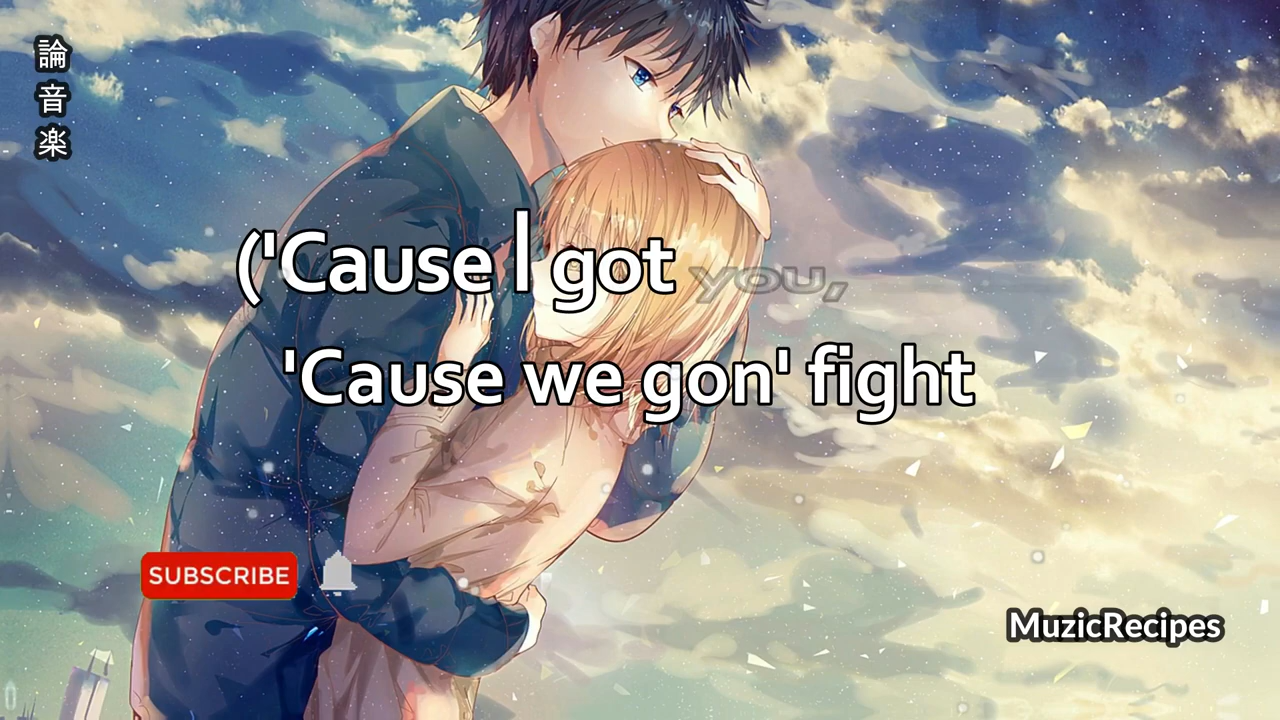 論
音
楽
('Cause I got you,
'Cause we gon' fight
SUBSCRIBE
MuzicRecipes